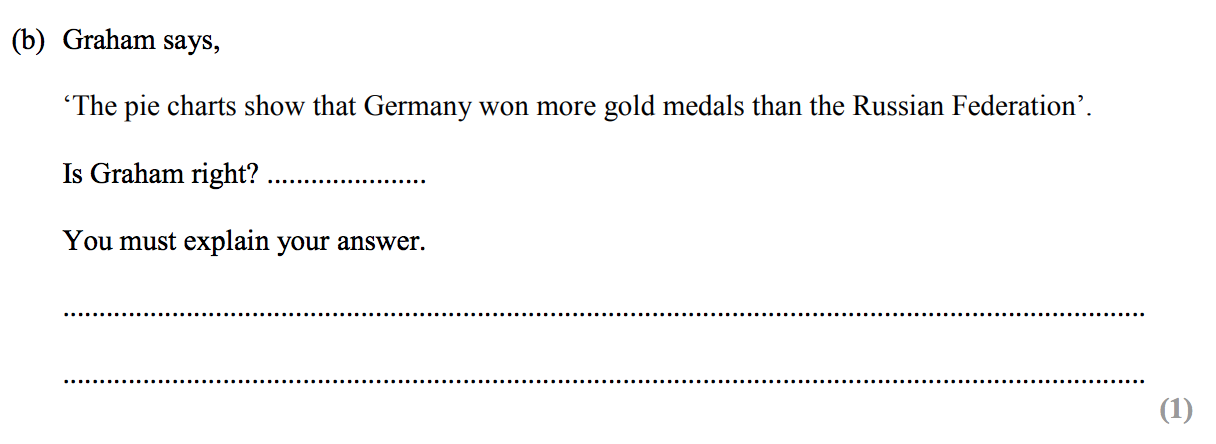 (b) Graham says,
‘The pie charts show that Germany won more gold medals than the Russian Federation’.
Is Graham right? ......................
You must explain your answer.
......................................................................................................................................................
......................................................................................................................................................
(1)